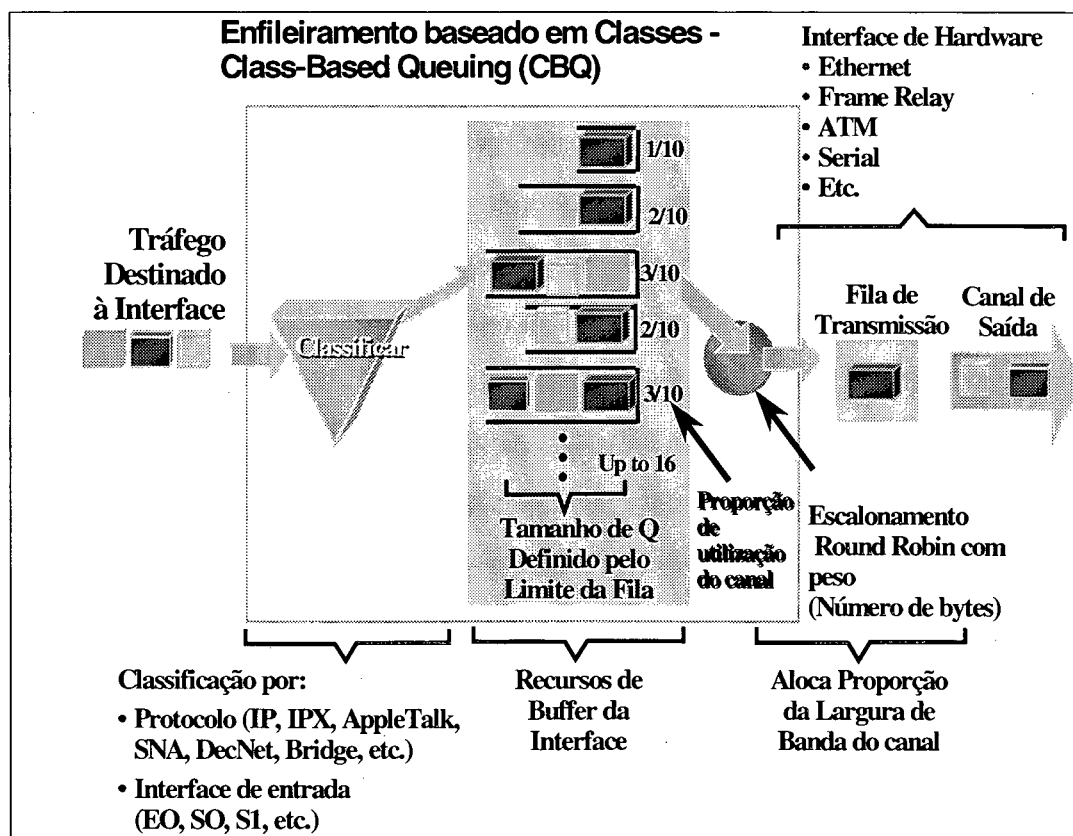 Enfileiramento baseado em Classes -
Class-Based Queuing (CBQ)
Interface de Hardware
• Ethernet
• Frame Relay
• ATM
• Serial
• Etc.
Tráfego
Destinado
à Interface
Classificar
1/10
2/10
3/10
2/10
3/10
Up to 16
Tamanho de Q
Definido pelo
Limite da Fila
Proporção
de
utilização
do canal
Escalonamento
Round Robin com
peso
(Número de bytes)
Fila de
Transmissão
Canal de
Saída
Classificação por:
• Protocolo (IP, IPX, AppleTalk,
SNA, DecNet, Bridge, etc.)
• Interface de entrada
(EO, SO, S1, etc.)
Recursos de
Buffer da
Interface
Aloca Proporção
da Largura de
Banda do canal